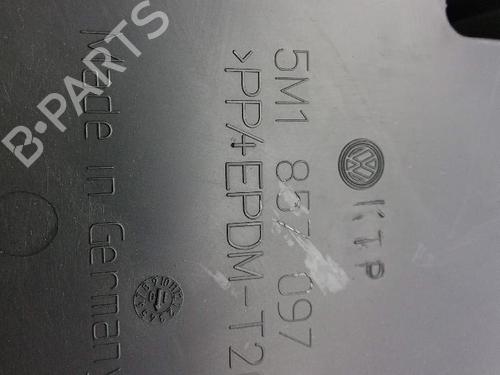 B-PARTS
5M1 857 097
>PP+EPDM-T2
Made in Germany
KTP